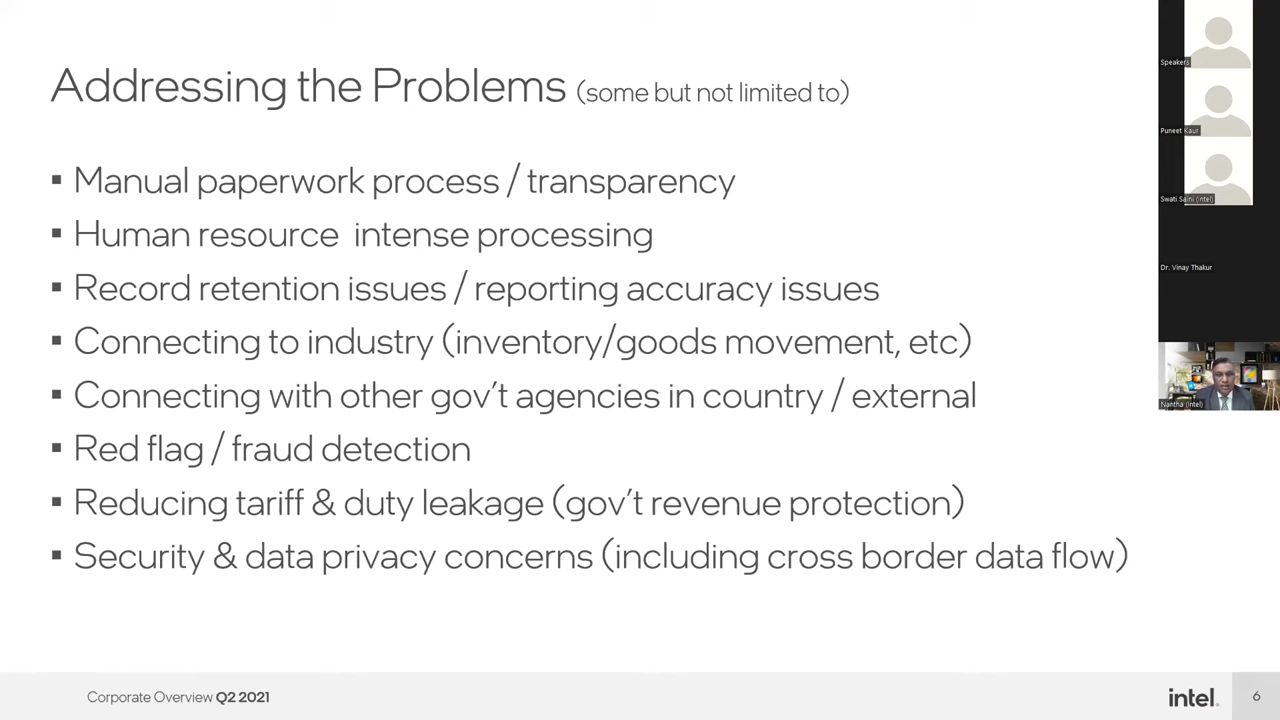 Addressing the Problems (some but not limited to)
▪ Manual paperwork process / transparency
▪ Human resource intense processing
▪ Record retention issues / reporting accuracy issues
▪ Connecting to industry (inventory/goods movement, etc)
▪ Connecting with other gov't agencies in country / external
▪ Red flag / fraud detection
▪ Reducing tariff & duty leakage (gov't revenue protection)
▪ Security & data privacy concerns (including cross border data flow)
Corporate Overview Q2 2021
intel.
6
Speakers
Puneet Kaur
Swati Saini (Intel)
Dr. Vinay Thakur
Nantha (Intel)